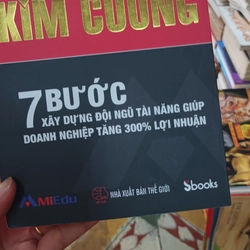 KIM CƯƠNG
7 BƯỚC
XÂY DỰNG ĐỘI NGŨ TÀI NĂNG GIÚP
DOANH NGHIỆP TĂNG 300% LỢI NHUẬN
AMIEdu
NHÀ XUẤT BẢN THẾ GIỚI
Sbooks